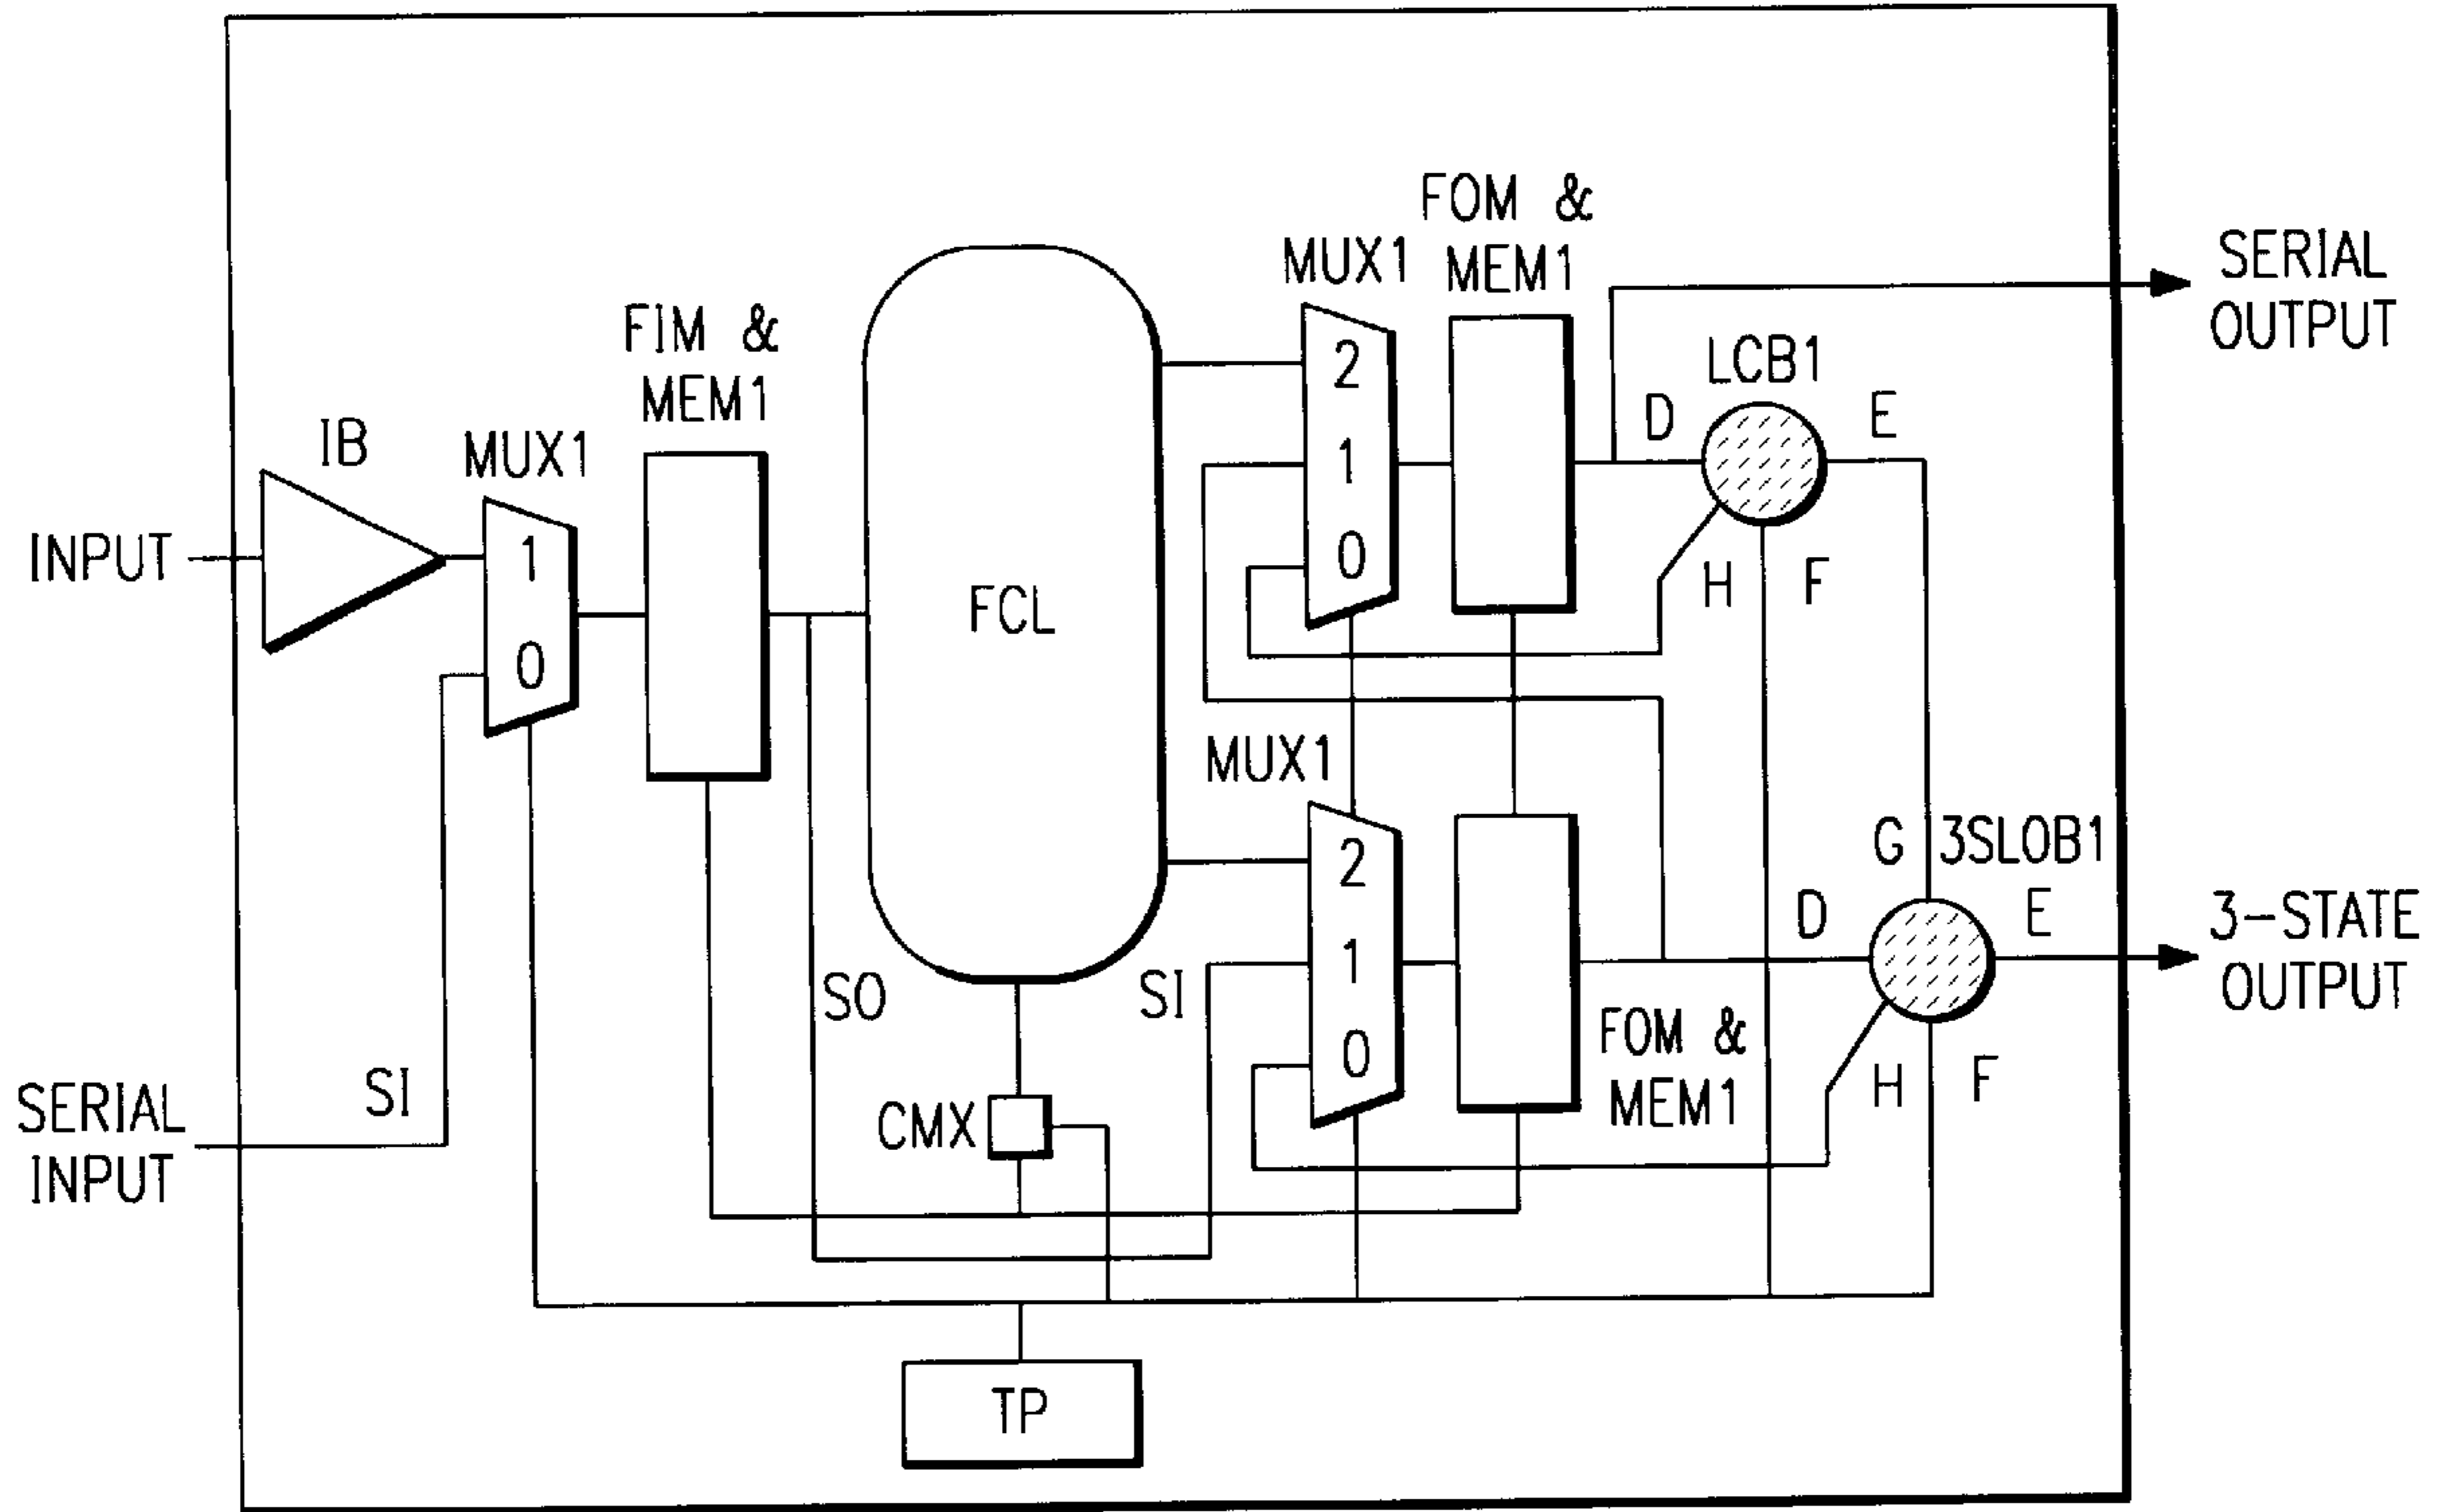 FOM &
MEM1
MUX1
SERIAL
OUTPUT
FIM &
MEM1
2
1
0
LCB1
D
E
H
F
IB
MUX1
1
0
INPUT
FCL
MUX1
2
1
0
G
3SLOB1
D
E
H
F
3-STATE
OUTPUT
SO
SI
FOM &
MEM1
SI
SERIAL
INPUT
CMX
TP